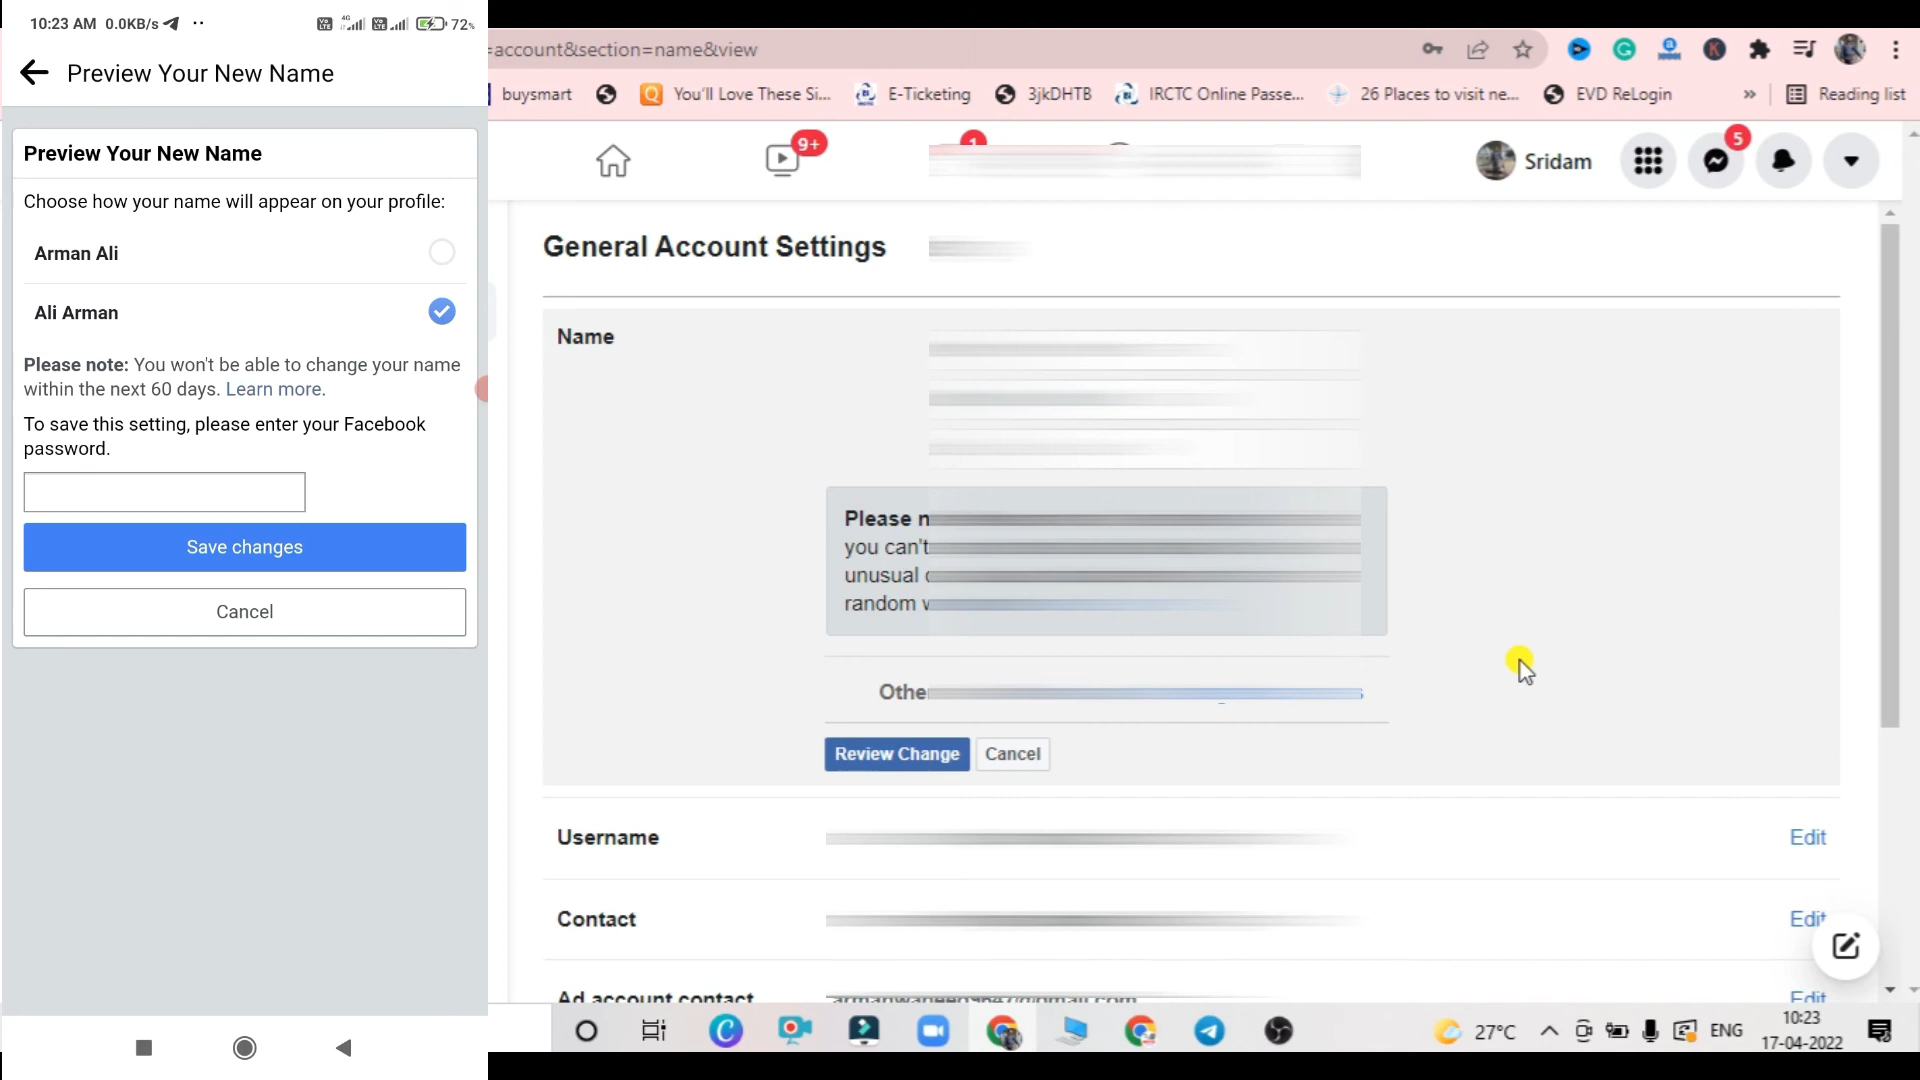 10:23 AM 0.0KB/s
4G
72%
Preview Your New Name
Preview Your New Name
Choose how your name will appear on your profile:
Arman Ali
Ali Arman
Please note: You won't be able to change your name
within the next 60 days. Learn more.
To save this setting, please enter your Facebook
password.
Save changes
Cancel
=account&section=name&view
buysmart
You'll Love These Si...
E-Ticketing
3jkDHTB
IRCTC Online Passe...
26 Places to visit ne...
EVD ReLogin
»
Reading list
9+
1
Sridam
5
General Account Settings
Name
Please n
you can't
unusual
random
Othe
Review Change
Cancel
Username
Edit
Contact
Edit
Ad account contact
Edit
27°C
ENG
10:23
17-04-2022